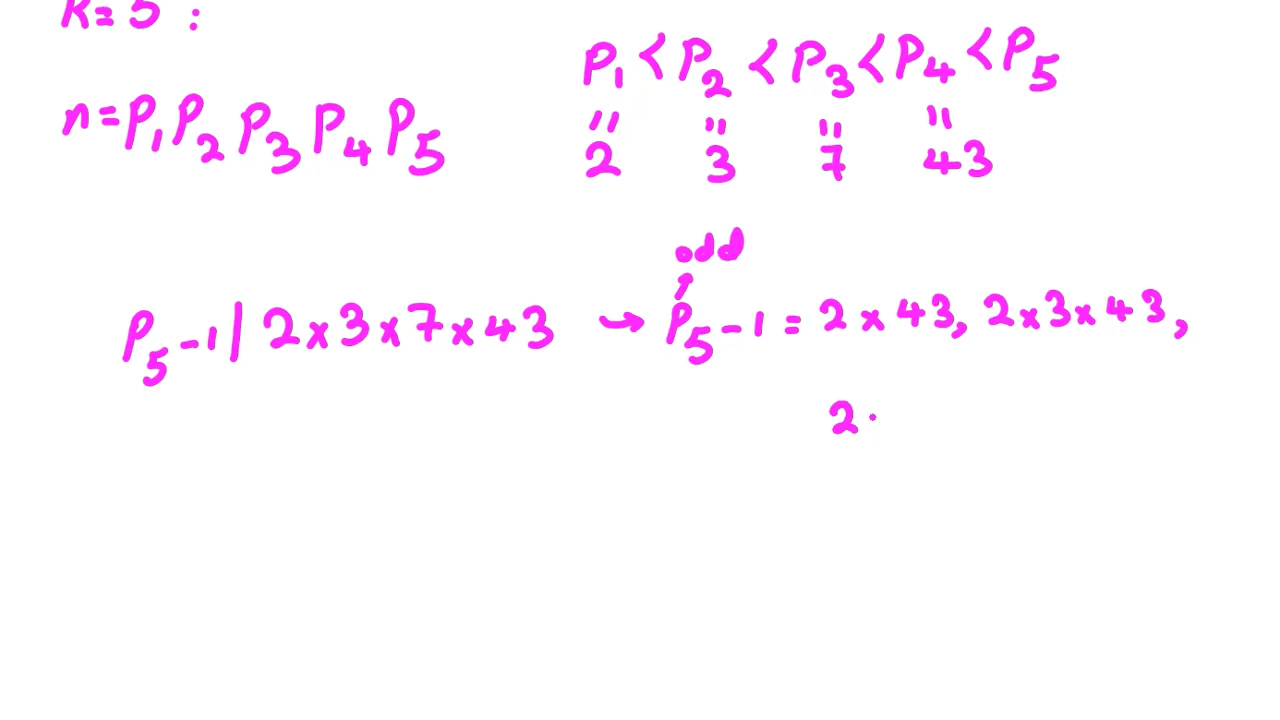 K=5 :
p₁ < p₂ < p₃ < p₄ < p₅
n=p₁p₂p₃p₄p₅
" " " "
2 3 7 43
odd
p₅-1 | 2×3×7×43 → p₅-1 = 2×43, 2×3×43,
2·